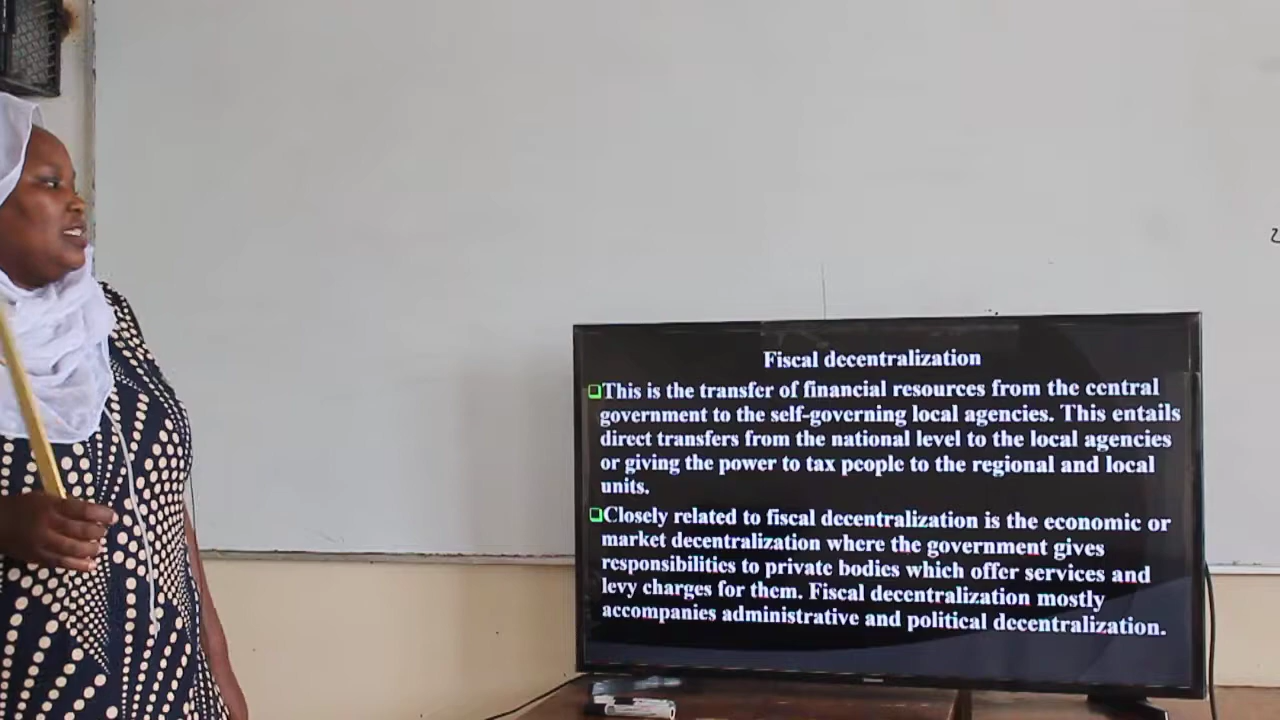 Fiscal decentralization
❑This is the transfer of financial resources from the central
government to the self-governing local agencies. This entails
direct transfers from the national level to the local agencies
or giving the power to tax people to the regional and local
units.
❑Closely related to fiscal decentralization is the economic or
market decentralization where the government gives
responsibilities to private bodies which offer services and
levy charges for them. Fiscal decentralization mostly
accompanies administrative and political decentralization.